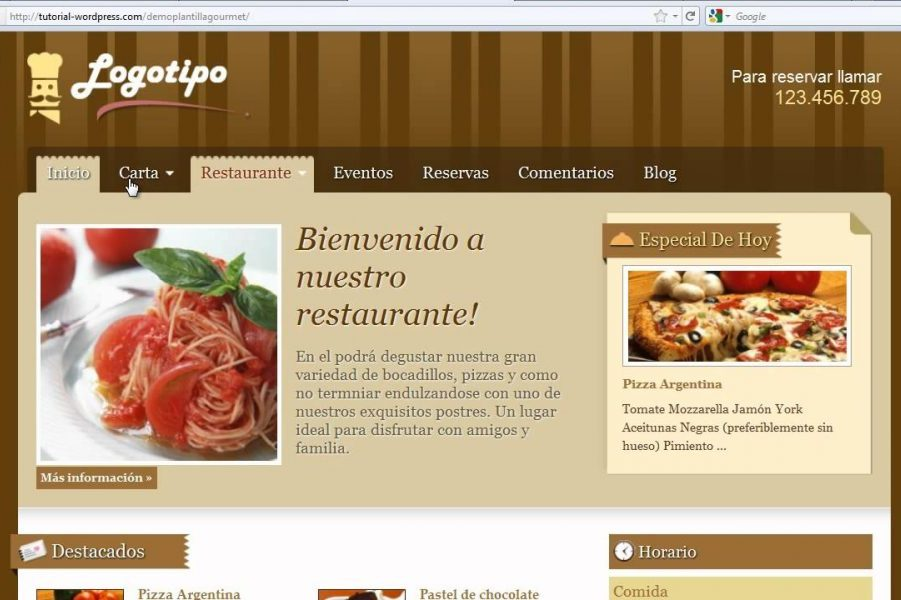 http://tutorial-wordpress.com/demoplantillagourmet/
Google
Logotipo
Para reservar llamar
123.456.789
Inicio Carta Restaurante Eventos Reservas Comentarios Blog
Bienvenido a
nuestro
restaurante!
En el podrá degustar nuestra gran
variedad de bocadillos, pizzas y como
no termniar endulzandose con uno de
nuestros exquisitos postres. Un lugar
ideal para disfrutar con amigos y
familia.
Más información »
Especial De Hoy
Pizza Argentina
Tomate Mozzarella Jamón York
Aceitunas Negras (preferiblemente sin
hueso) Pimiento ...
Destacados
Pizza Argentina
Pastel de chocolate
Horario
Comida